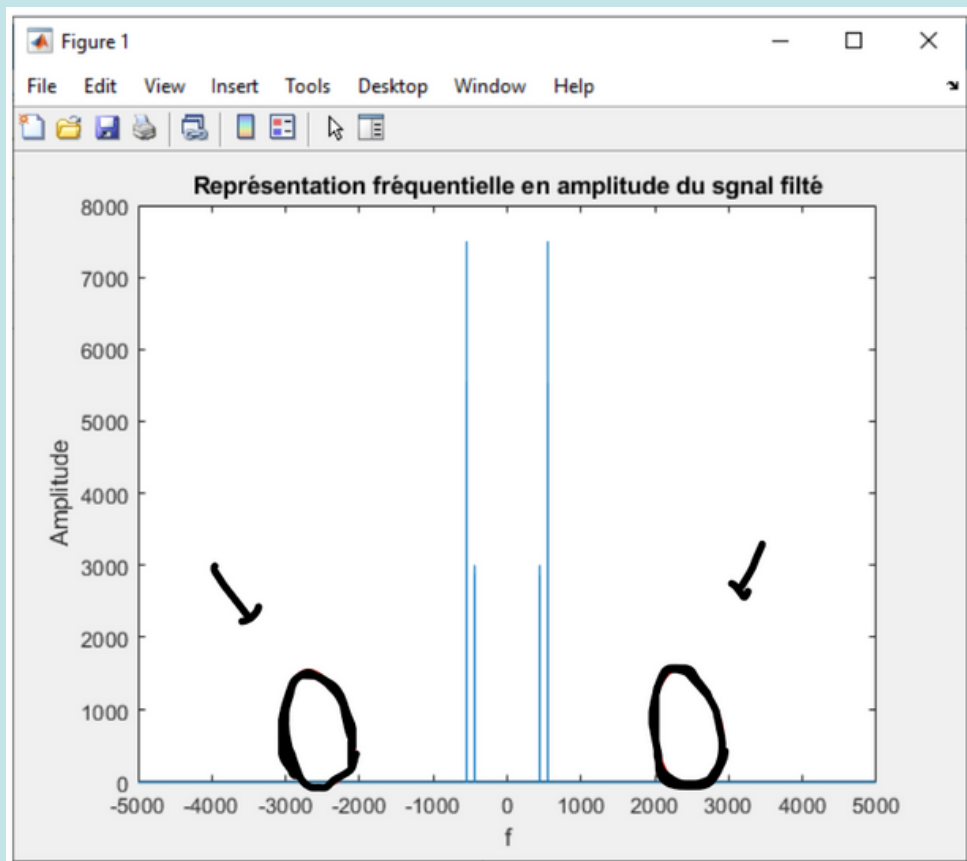 Figure 1
File Edit View Insert Tools Desktop Window Help
Représentation fréquentielle en amplitude du sgnal filté
8000
7000
6000
5000
4000
3000
2000
1000
0
Amplitude
-5000 -4000 -3000 -2000 -1000 0 1000 2000 3000 4000 5000
f